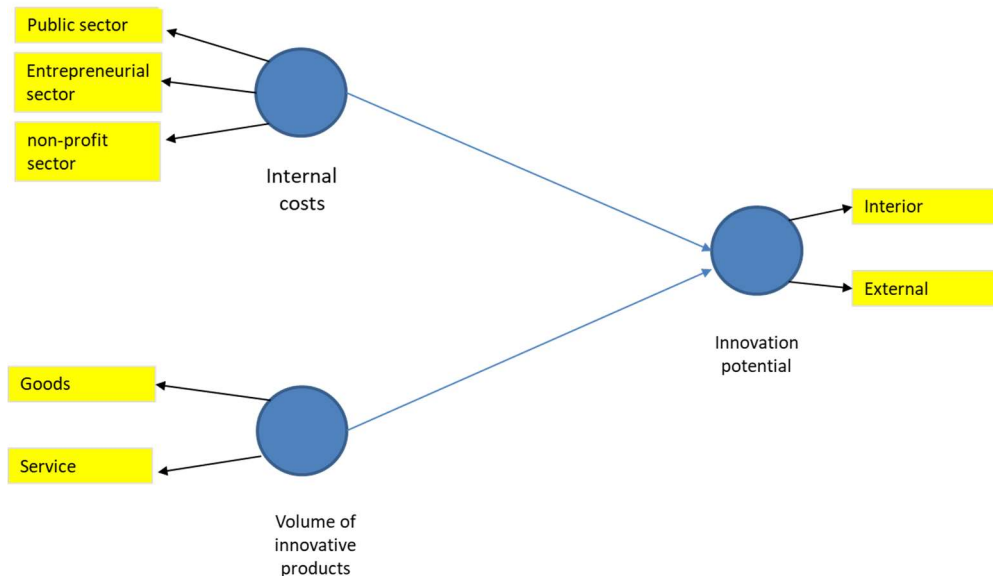 Public sector
Entrepreneurial
sector
non-profit
sector
Internal
costs
Interior
External
Innovation
potential
Goods
Service
Volume of
innovative
products